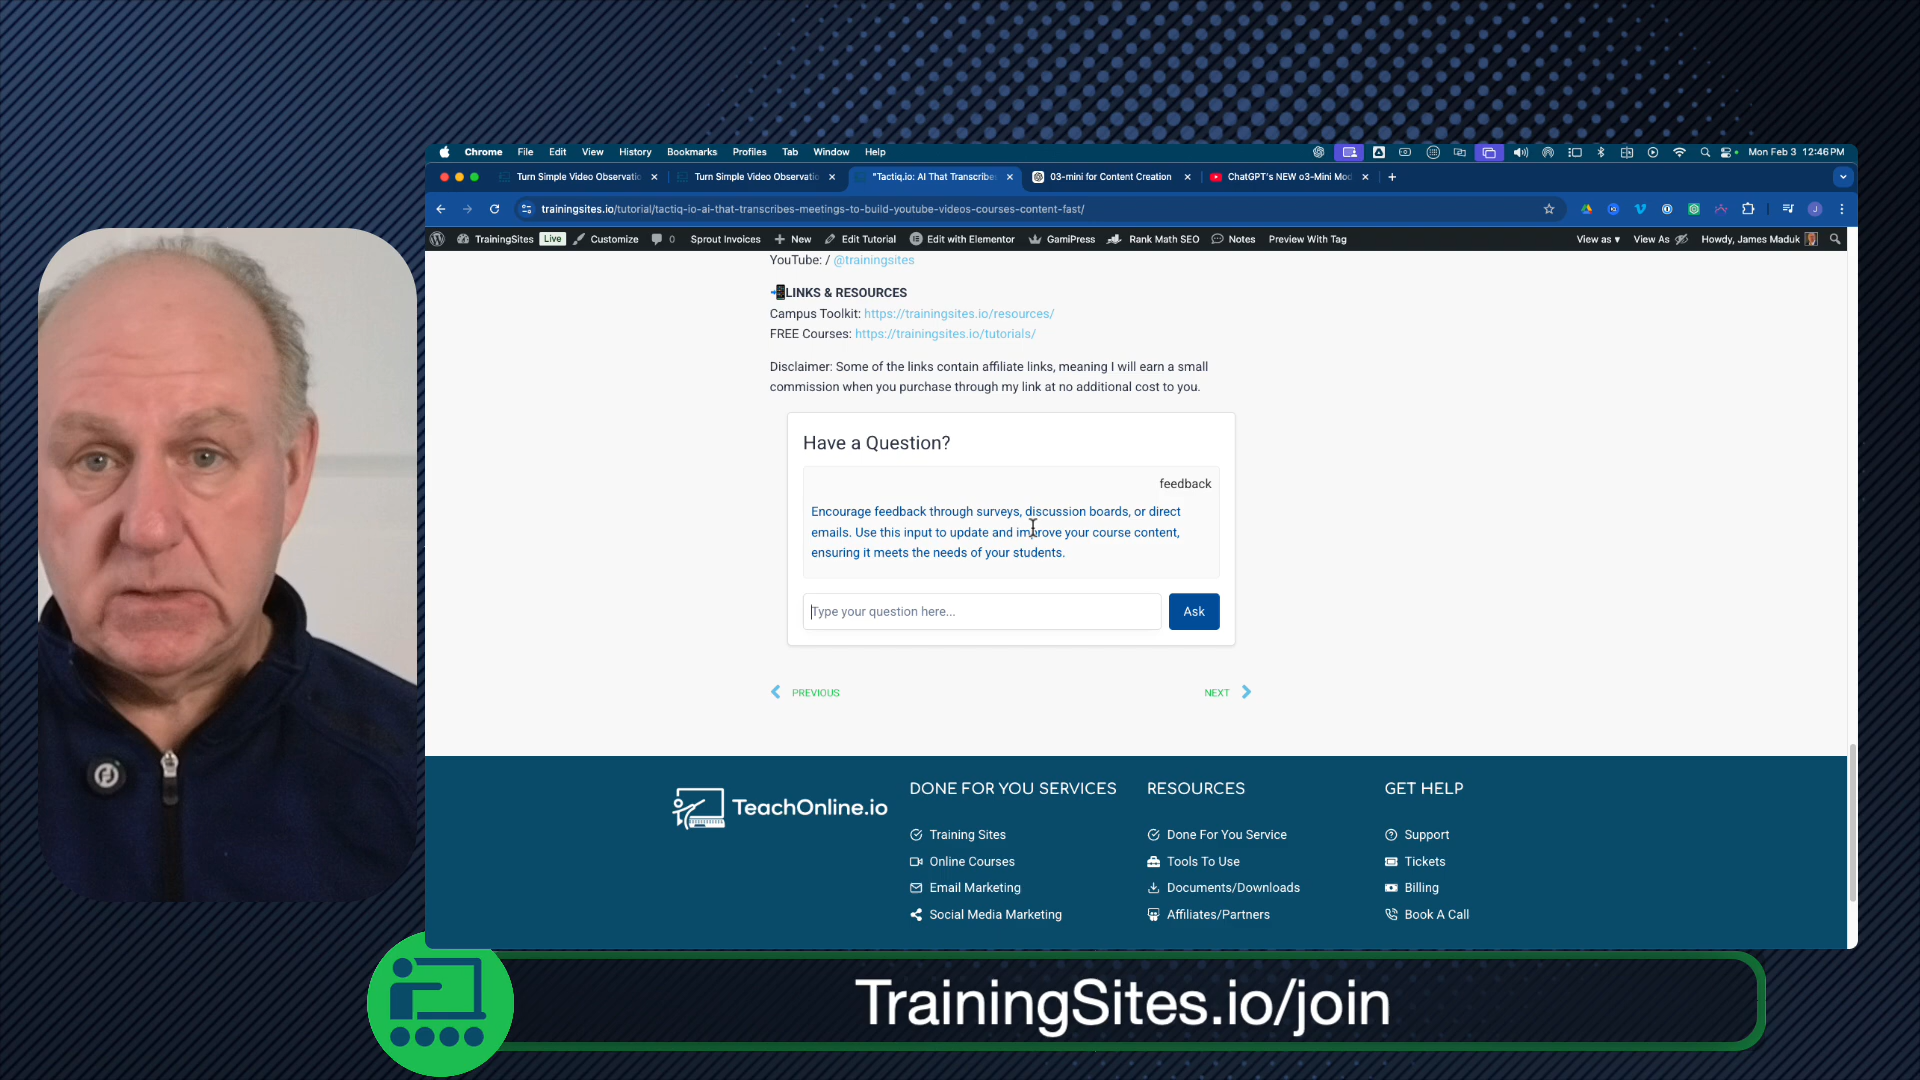 Chrome File Edit View History Bookmarks Profiles Tab Window Help
Mon Feb 3 12:46 PM
Turn Simple Video Observatio
Turn Simple Video Observatio
"Tactiq.io: AI That Transcribes
03-mini for Content Creation
ChatGPT's NEW o3-Mini Mod
trainingsites.io/tutorial/tactiq-io-ai-that-transcribes-meetings-to-build-youtube-videos-courses-content-fast/
TrainingSites Live Customize 0 Sprout Invoices New Edit Tutorial Edit with Elementor GamiPress Rank Math SEO Notes Preview With Tag View as View As Howdy, James Maduk
YouTube: / @trainingsites
LINKS & RESOURCES
Campus Toolkit: https://trainingsites.io/resources/
FREE Courses: https://trainingsites.io/tutorials/
Disclaimer: Some of the links contain affiliate links, meaning I will earn a small
commission when you purchase through my link at no additional cost to you.
Have a Question?
feedback
Encourage feedback through surveys, discussion boards, or direct
emails. Use this input to update and improve your course content,
ensuring it meets the needs of your students.
Type your question here...
Ask
PREVIOUS
NEXT
TeachOnline.io
DONE FOR YOU SERVICES
Training Sites
Online Courses
Email Marketing
Social Media Marketing
RESOURCES
Done For You Service
Tools To Use
Documents/Downloads
Affiliates/Partners
GET HELP
Support
Tickets
Billing
Book A Call
TrainingSites.io/join